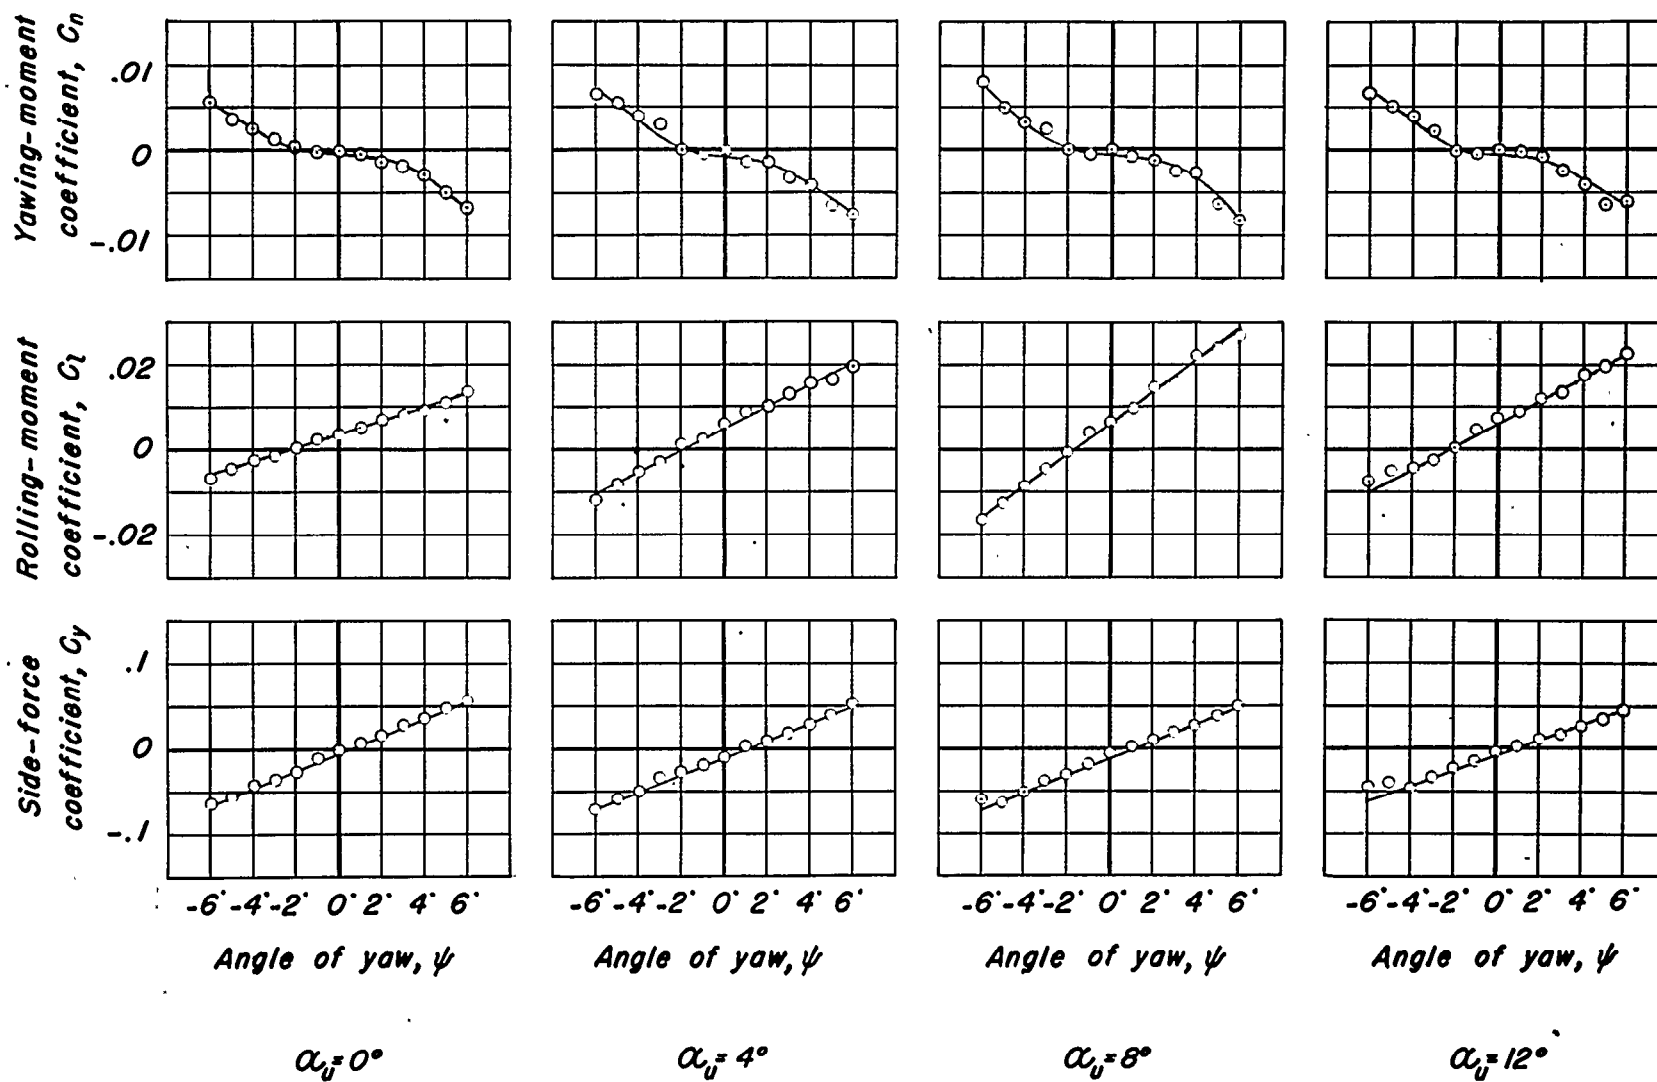 Yawing-moment
coefficient, Cn
.01
0
-.01
Rolling-moment
coefficient, Cl
.02
0
-.02
Side-force
coefficient, Cy
.1
0
-.1
-6° -4° -2° 0° 2° 4° 6°
-6° -4° -2° 0° 2° 4° 6°
-6° -4° -2° 0° 2° 4° 6°
-6° -4° -2° 0° 2° 4° 6°
Angle of yaw, ψ
Angle of yaw, ψ
Angle of yaw, ψ
Angle of yaw, ψ
αu=0°
αu=4°
αu=8°
αu=12°